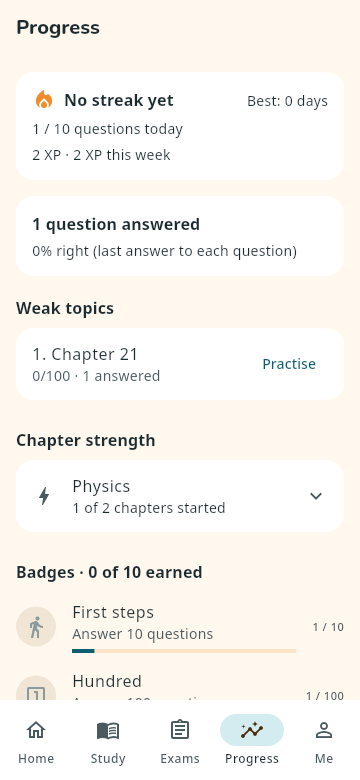 Progress
No streak yet
Best: 0 days
1 / 10 questions today
2 XP · 2 XP this week
1 question answered
0% right (last answer to each question)
Weak topics
1. Chapter 21
0/100 · 1 answered
Practise
Chapter strength
Physics
1 of 2 chapters started
Badges · 0 of 10 earned
First steps
Answer 10 questions
1 / 10
Hundred
1 / 100
Home
Study
Exams
Progress
Me